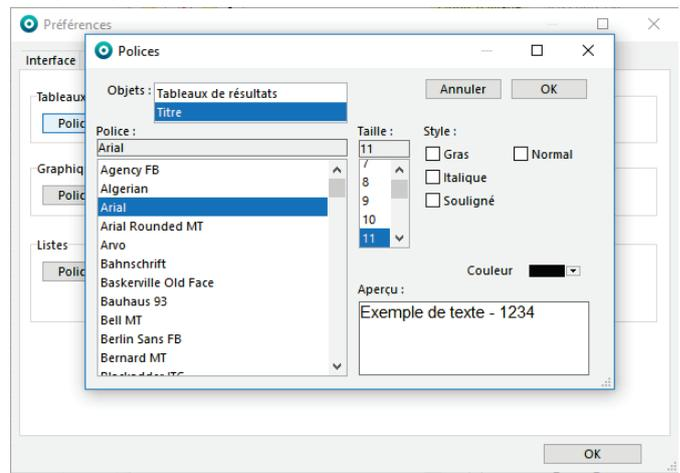 Préférences
Polices
Interface
Objets :
Tableaux de résultats
Titre
Annuler
OK
Tableaux
Polic
Police :
Arial
Taille :
11
Style :
Gras
Normal
Italique
Souligné
Graphiq
Polic
Agency FB
Algerian
Arial
Arial Rounded MT
Arvo
Bahnschrift
Baskerville Old Face
Bauhaus 93
Bell MT
Berlin Sans FB
Bernard MT
7
8
9
10
11
Listes
Polic
Couleur
Aperçu :
Exemple de texte - 1234
OK